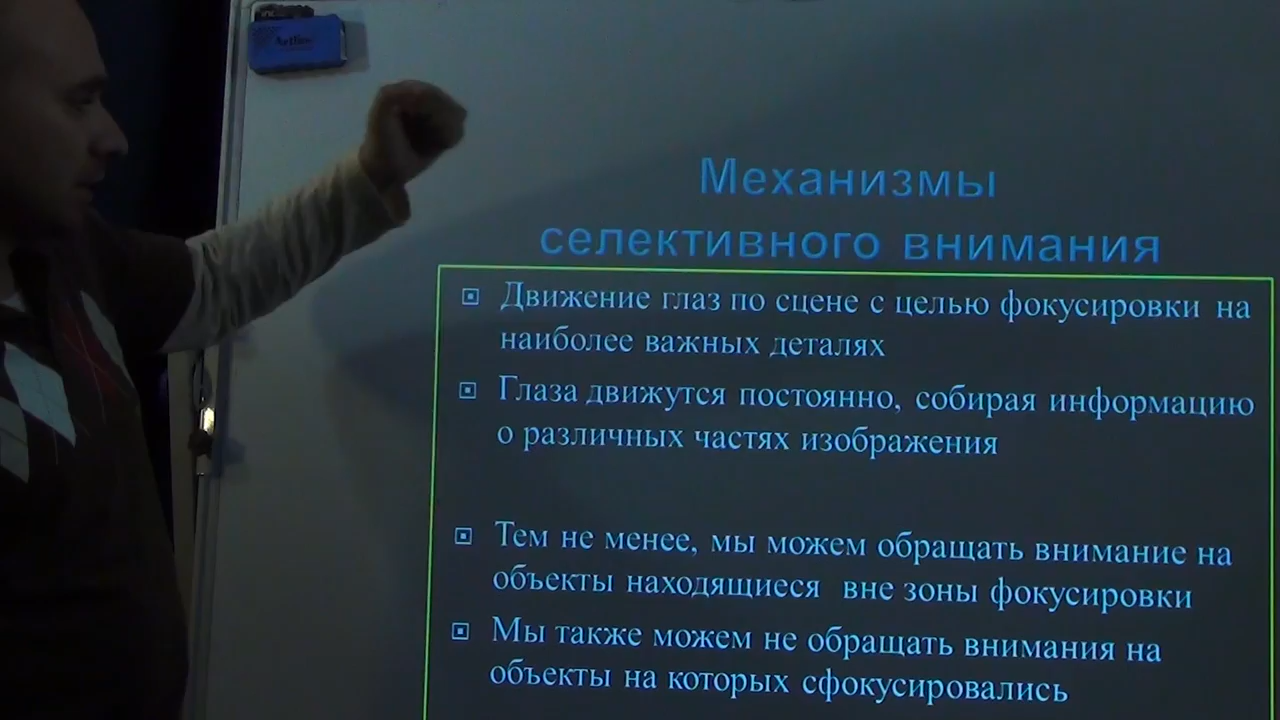 Механизмы
селективного внимания
Движение глаз по сцене с целью фокусировки на
наиболее важных деталях
Глаза движутся постоянно, собирая информацию
о различных частях изображения
Тем не менее, мы можем обращать внимание на
объекты находящиеся вне зоны фокусировки
Мы также можем не обращать внимания на
объекты на которых сфокусировались